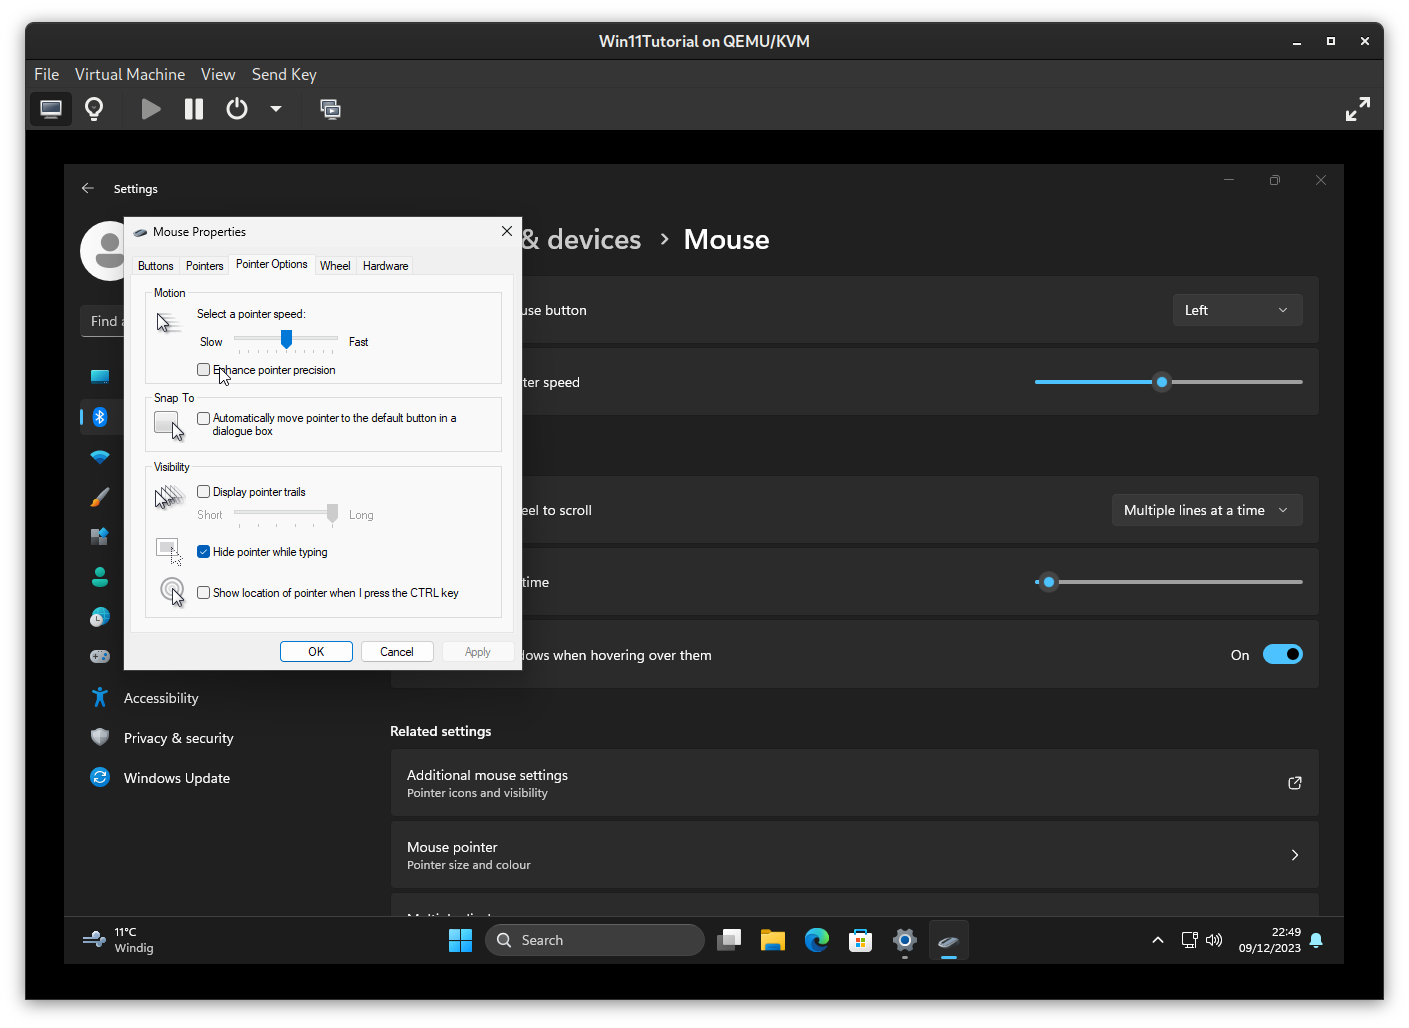 Win11Tutorial on QEMU/KVM
File Virtual Machine View Send Key
Settings
Mouse Properties
& devices › Mouse
Buttons Pointers Pointer Options Wheel Hardware
Motion
Select a pointer speed:
Slow Fast
Enhance pointer precision
Snap To
Automatically move pointer to the default button in a
dialogue box
Visibility
Display pointer trails
Short Long
Hide pointer while typing
Show location of pointer when I press the CTRL key
OK Cancel Apply
Find
use button
Left
ter speed
eel to scroll
Multiple lines at a time
time
dows when hovering over them
On
Accessibility
Privacy & security
Windows Update
Related settings
Additional mouse settings
Pointer icons and visibility
Mouse pointer
Pointer size and colour
11°C
Windig
Search
22:49
09/12/2023